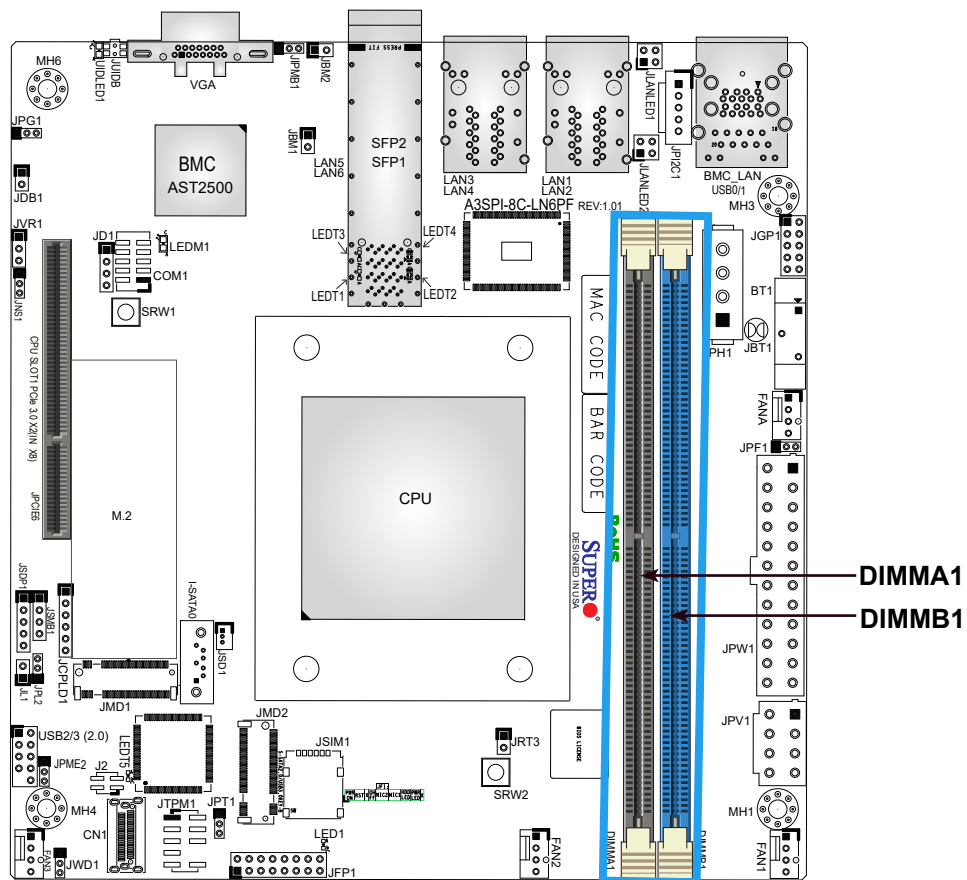 UIDLED1
JUIDB
VGA
JIPMB1
JBM2
PRESS FIT
MH6
JPG1
JDB1
JBM1
BMC
AST2500
SFP2
SFP1
LAN5
LAN6
LAN3
LAN4
LAN1
LAN2
JLANLED1
JPI2C1
JLANLED2
BMC_LAN
USB0/1
MH3
A3SPI-8C-LN6PF REV:1.01
JVR1
JD1
LEDM1
COM1
JNS1
SRW1
LEDT3
LEDT4
LEDT1
LEDT2
JGP1
BT1
JBT1
PH1
MAC CODE
BAR CODE
FANA
JPF1
CPU SLOT1 PCIe 3.0 X2(IN X8)
JPCIE6
M.2
CPU
RoHS
SUPER
®
DESIGNED IN USA
DIMMA1
DIMMB1
JSDP1
JSMB1
I-SATA0
JSD1
JCPLD1
JL1
JPL2
JMD1
JPW1
JPV1
USB2/3 (2.0)
JPME2
J2
LEDT5
JMD2
JSIM1
JRT3
SRW2
BIOS LICENSE
MH4
CN1
JTPM1
JPT1
LED1
JFP1
FAN3
JWD1
FAN2
DIMMA1
DIMMB1
MH1
FAN1